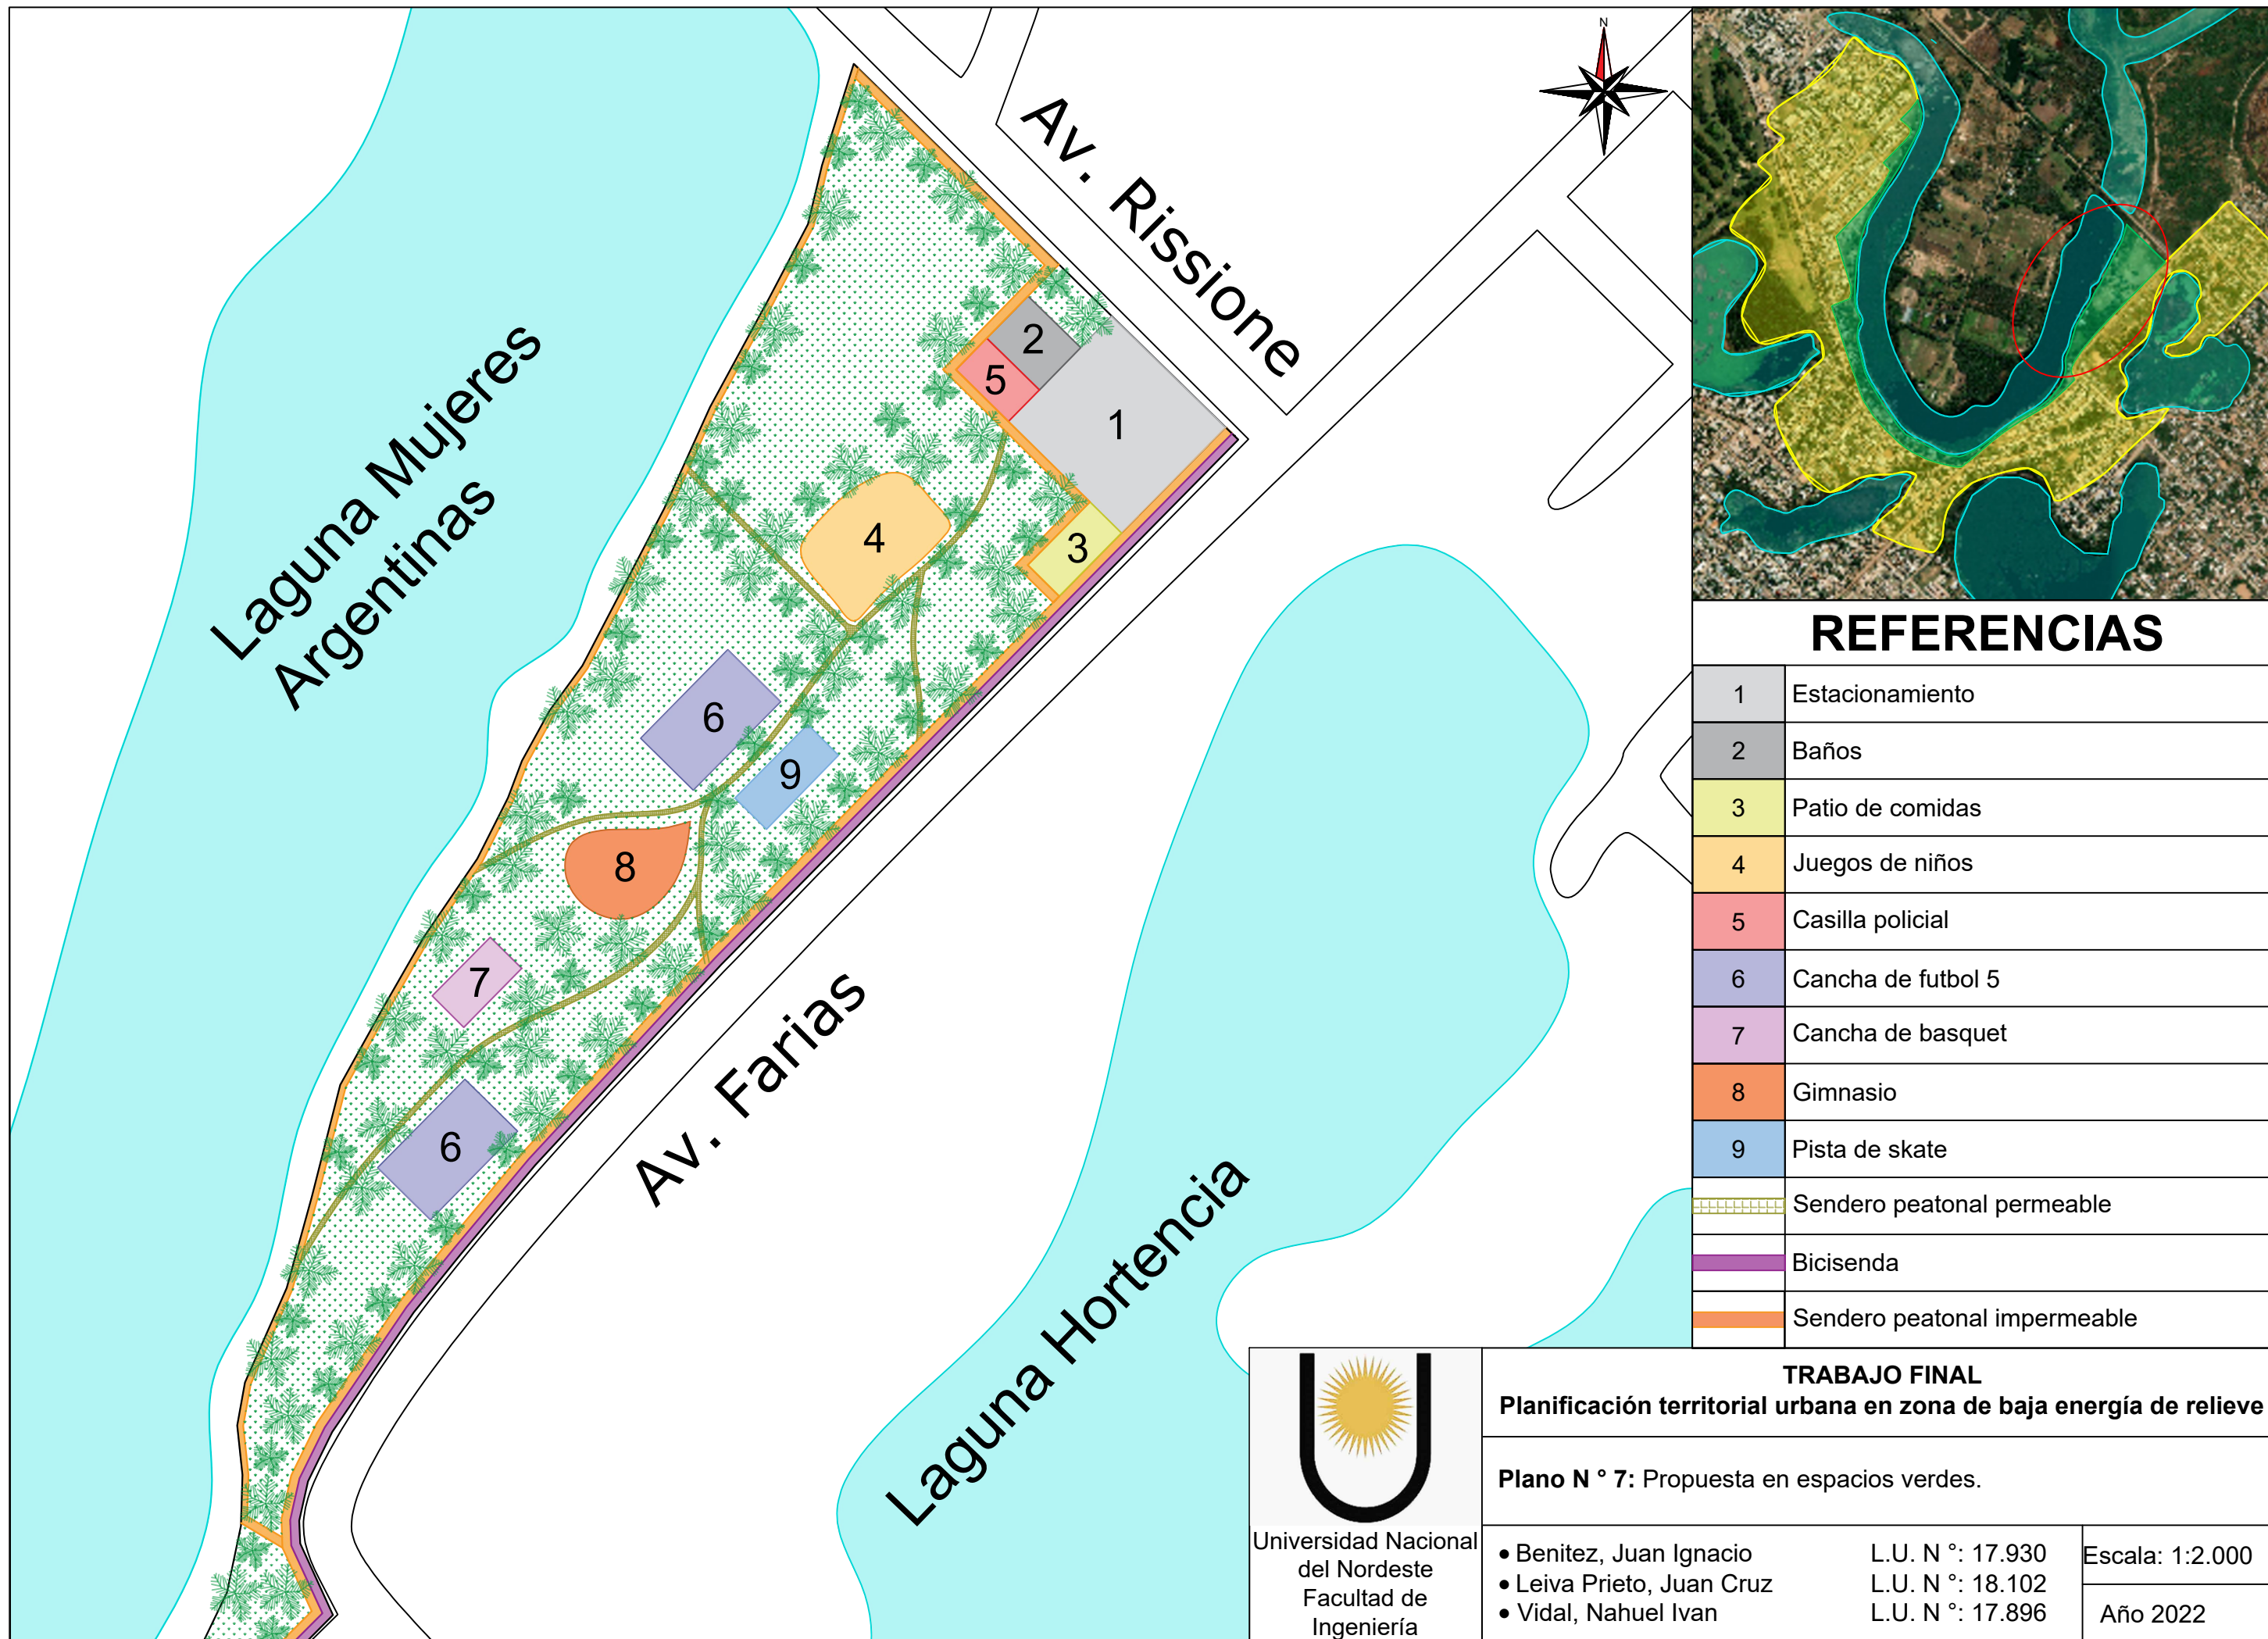 N
Av. Rissione
Laguna Mujeres
Argentinas
2
5
1
4
3
6
9
8
7
6
Av. Farias
Laguna Hortencia
REFERENCIAS
1 Estacionamiento
2 Baños
3 Patio de comidas
4 Juegos de niños
5 Casilla policial
6 Cancha de futbol 5
7 Cancha de basquet
8 Gimnasio
9 Pista de skate
Sendero peatonal permeable
Bicisenda
Sendero peatonal impermeable
Universidad Nacional
del Nordeste
Facultad de
Ingeniería
TRABAJO FINAL
Planificación territorial urbana en zona de baja energía de relieve
Plano N ° 7: Propuesta en espacios verdes.
• Benitez, Juan Ignacio L.U. N °: 17.930
• Leiva Prieto, Juan Cruz L.U. N °: 18.102
• Vidal, Nahuel Ivan L.U. N °: 17.896
Escala: 1:2.000
Año 2022